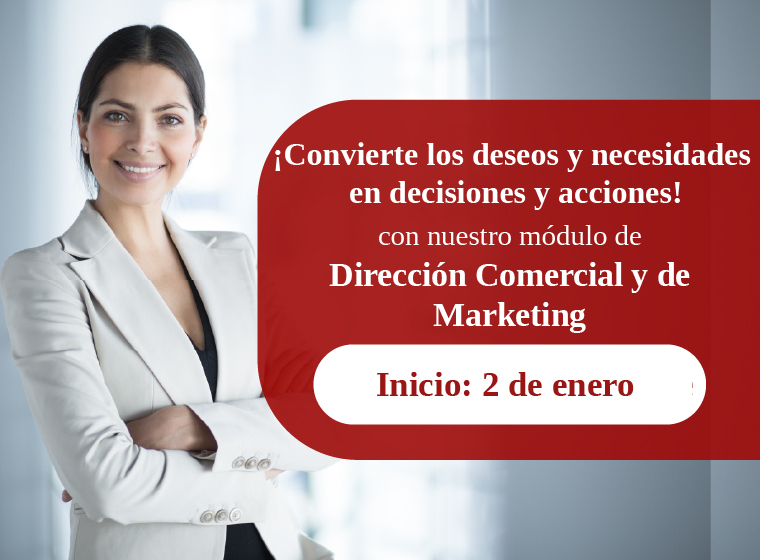 ¡Convierte los deseos y necesidades
en decisiones y acciones!
con nuestro módulo de
Dirección Comercial y de
Marketing
Inicio: 2 de enero